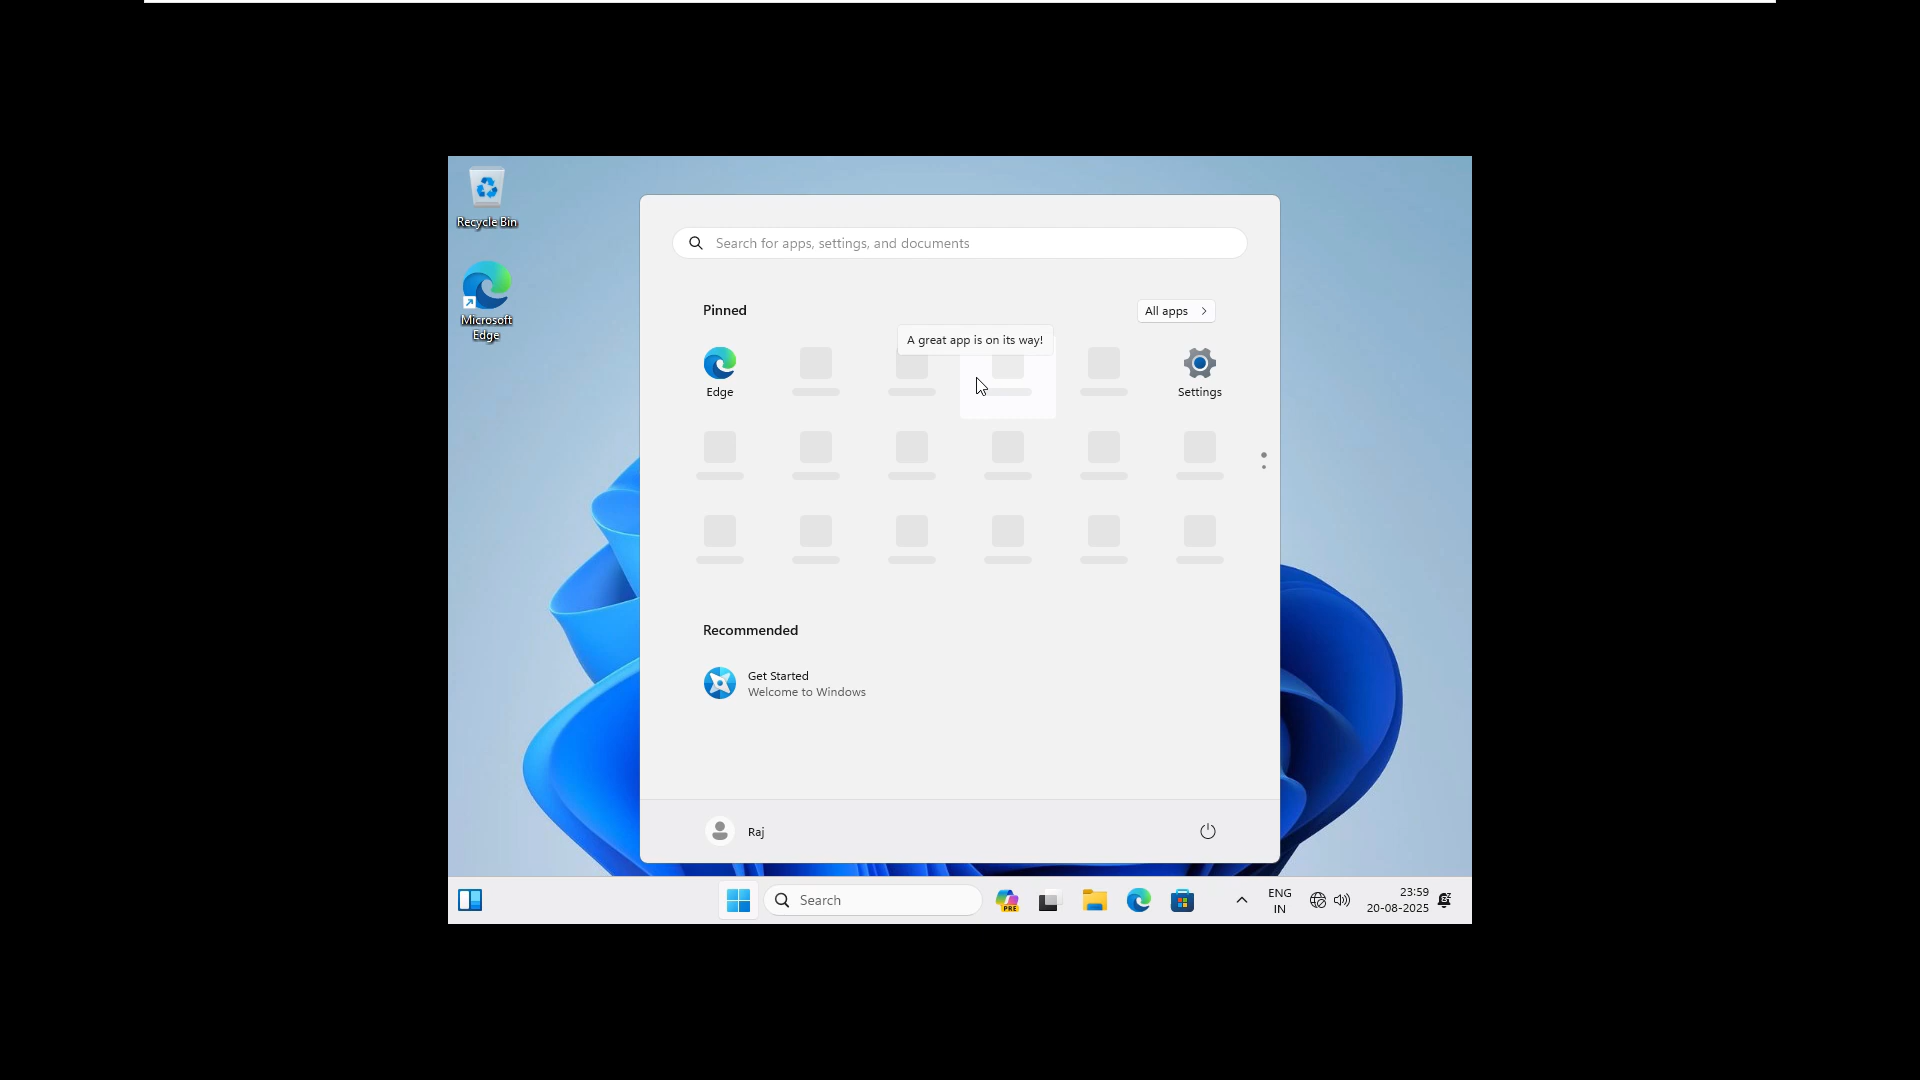 Recycle Bin
Microsoft
Edge
Search for apps, settings, and documents
Pinned
All apps
A great app is on its way!
Edge
Settings
Recommended
Get Started
Welcome to Windows
Raj
Search
PRE
ENG
IN
23:59
20-08-2025